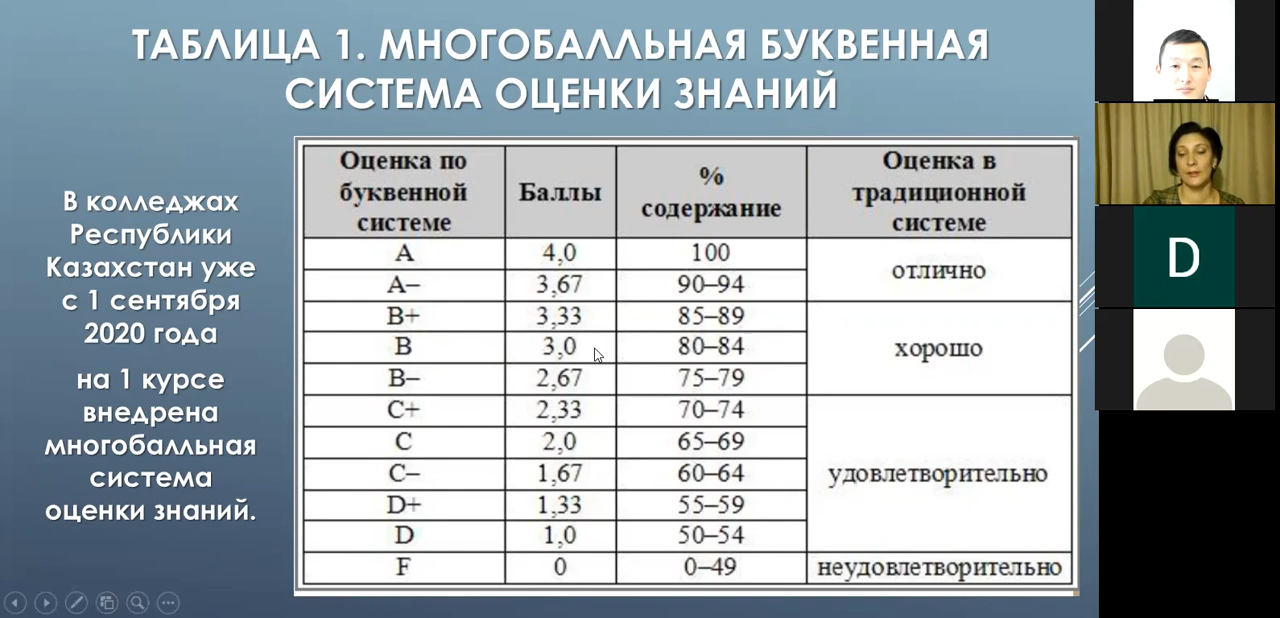 ТАБЛИЦА 1. МНОГОБАЛЛЬНАЯ БУКВЕННАЯ
СИСТЕМА ОЦЕНКИ ЗНАНИЙ
В колледжах
Республики
Казахстан уже
с 1 сентября
2020 года
на 1 курсе
внедрена
многобалльная
система
оценки знаний.
Оценка по буквенной системе Баллы % содержание Оценка в традиционной системе
A 4,0 100 отлично
A– 3,67 90–94
B+ 3,33 85–89 хорошо
B 3,0 80–84
B– 2,67 75–79
C+ 2,33 70–74 удовлетворительно
C 2,0 65–69
C– 1,67 60–64
D+ 1,33 55–59
D 1,0 50–54
F 0 0–49 неудовлетворительно
D